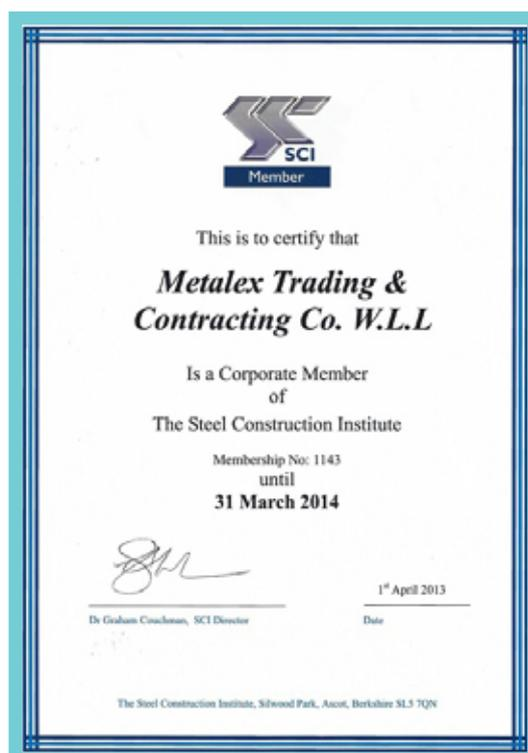 SCI
Member
This is to certify that
Metalex Trading &
Contracting Co. W.L.L
Is a Corporate Member
of
The Steel Construction Institute
Membership No: 1143
until
31 March 2014
1st April 2013
Dr Graham Couchman, SCI Director
Date
The Steel Construction Institute, Silwood Park, Ascot, Berkshire SL5 7QN